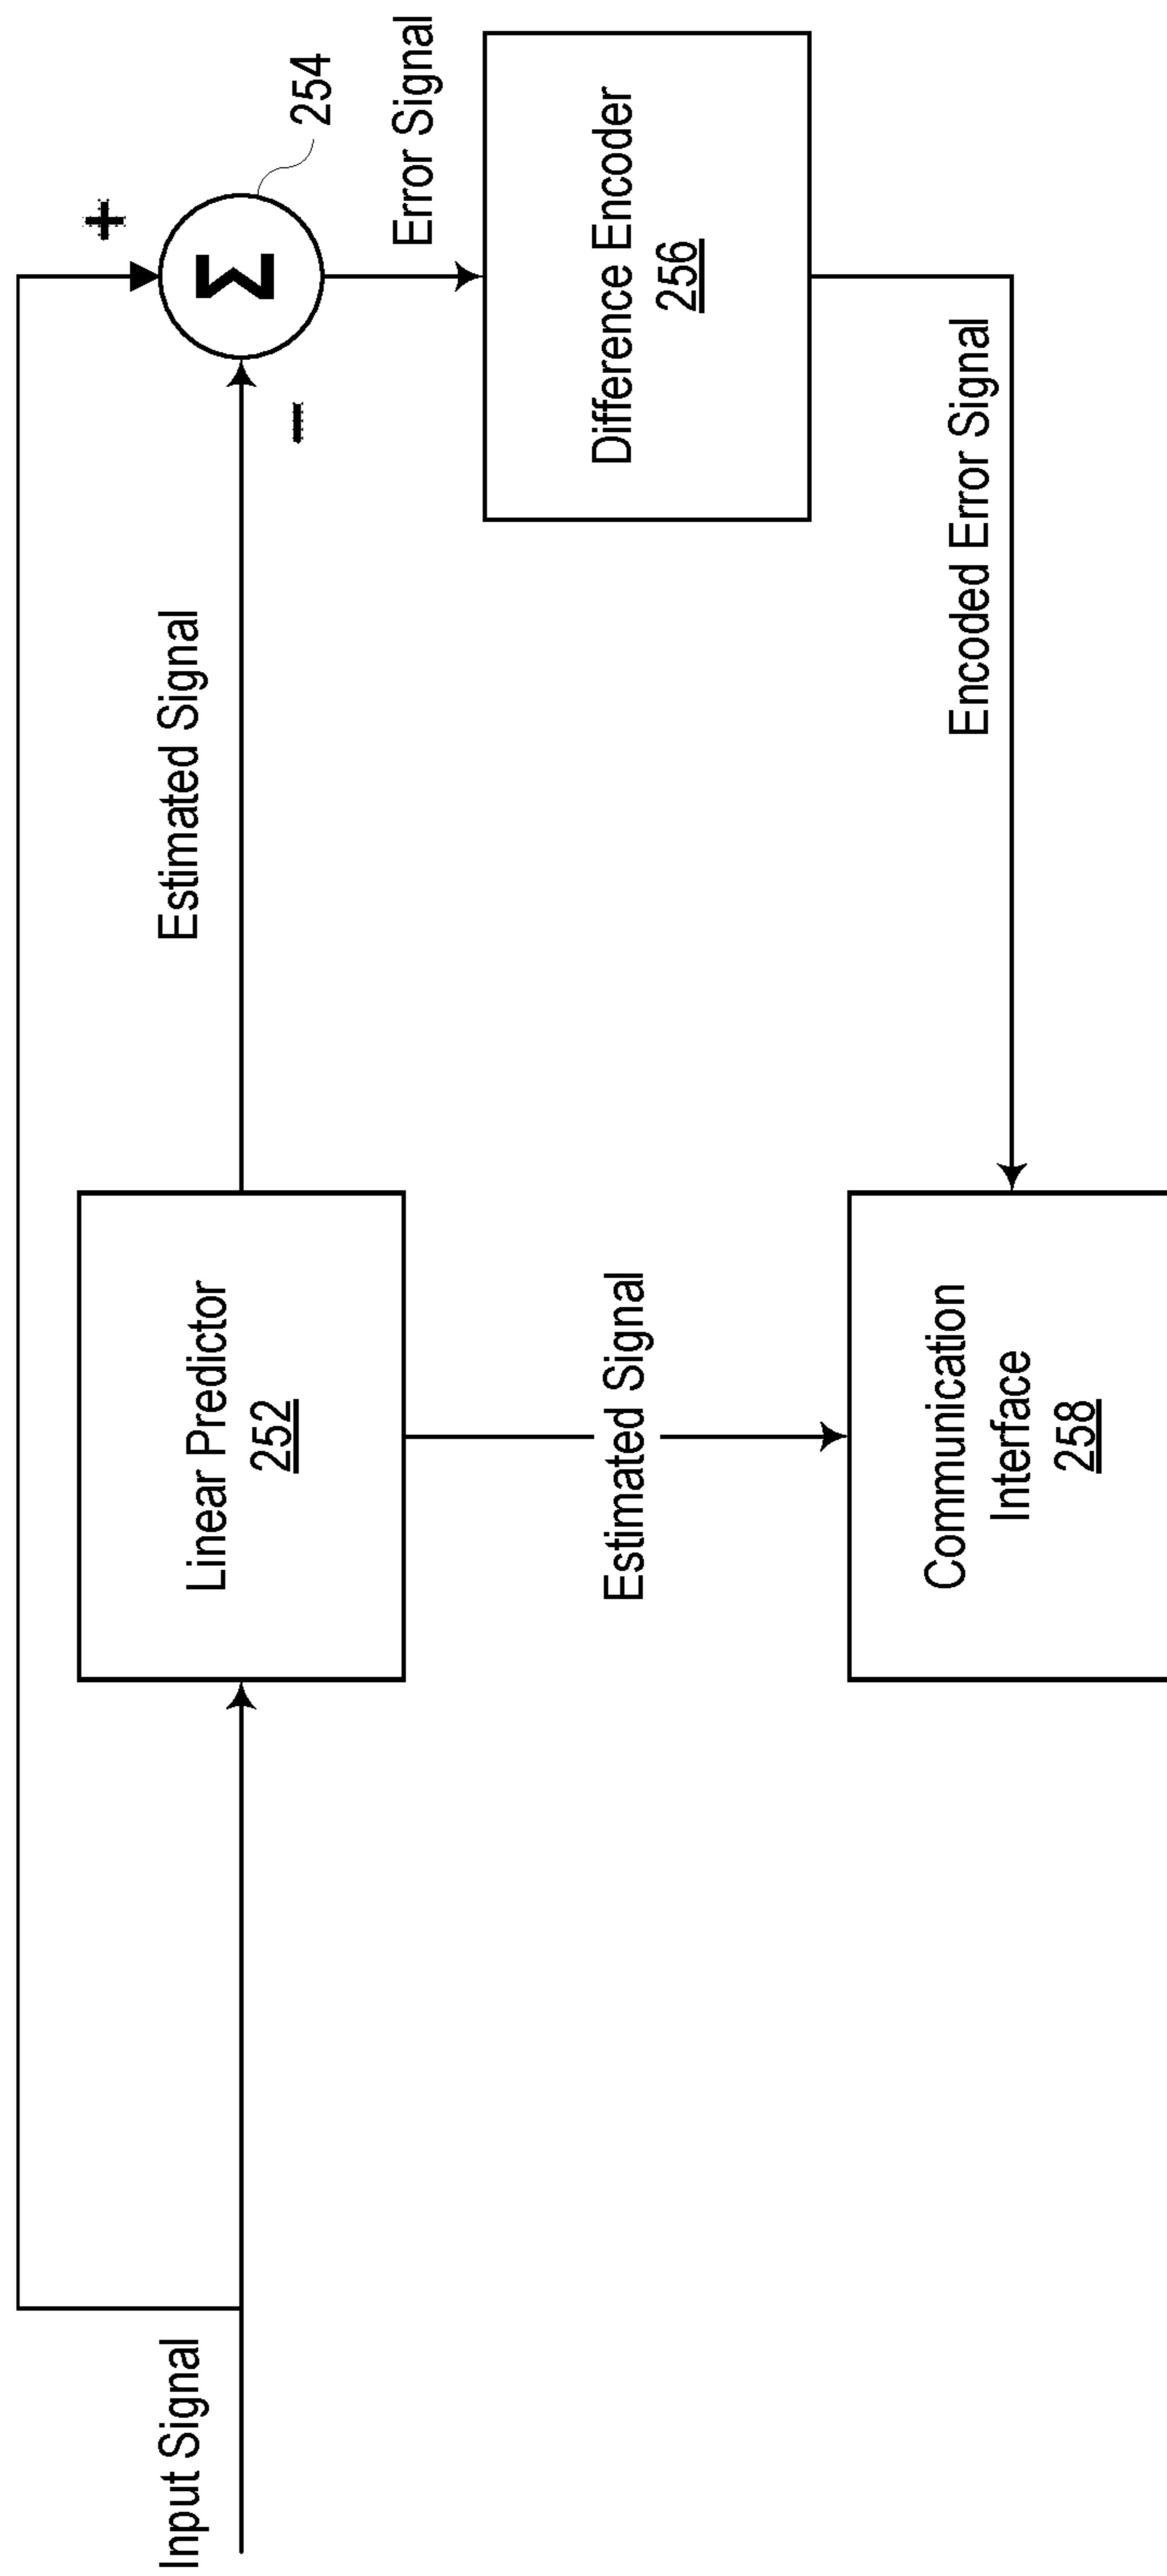 +
254
Input Signal
Linear Predictor
252
Estimated Signal
Σ
−
Error Signal
Estimated Signal
Difference Encoder
256
Communication
Interface
258
Encoded Error Signal